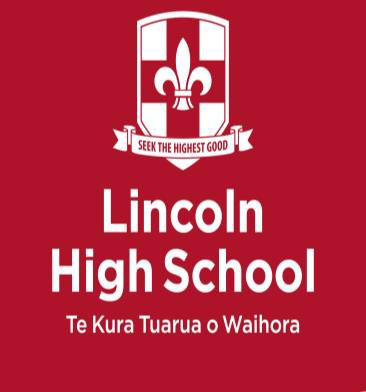 SEEK THE HIGHEST GOOD
Lincoln
High School
Te Kura Tuarua o Waihora